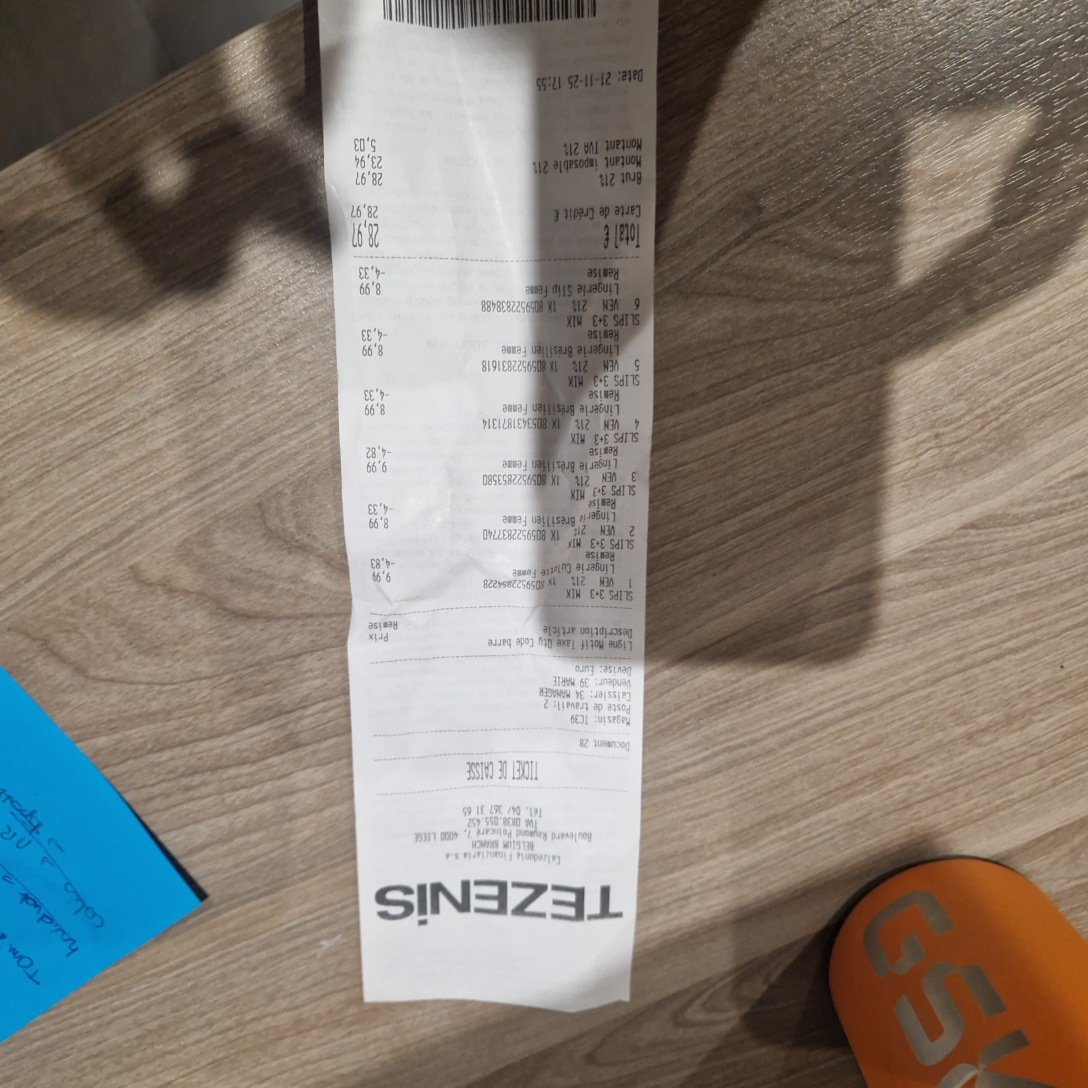 TEZENIS
Calzedonia Finanziaria s.a
BELGIUM BRANCH
Boulevard Raymond Poincaré 7, 4000 LIEGE
TVA 0838.055.452
Tél. 04/ 367 31 65
TICKET DE CAISSE
Document 28
Magasin: TC39
Poste de travail: 2
Caissier: 34 MANAGER
Vendeur: 39 MARIE
Devise: Euro
Ligne Motif Taxe Qty Code barre Prix
Description article Remise
SLIPS 3+3 MIX
1 VEN 21% 1X 8059522864228 9,99
Lingerie Culotte Femme
Remise -4,83
SLIPS 3+3 MIX
2 VEN 21% 1X 8059522837740 8,99
Lingerie Brésilien Femme
Remise -4,33
SLIPS 3+3 MIX
3 VEN 21% 1X 8059522853580 9,99
Lingerie Brésilien Femme
Remise -4,82
SLIPS 3+3 MIX
4 VEN 21% 1X 8053431871314 8,99
Lingerie Brésilien Femme
Remise -4,33
SLIPS 3+3 MIX
5 VEN 21% 1X 8059522831618 8,99
Lingerie Brésilien Femme
Remise -4,33
SLIPS 3+3 MIX
6 VEN 21% 1X 8059522838488 8,99
Lingerie Slip Femme
Remise -4,33
Total € 28,97
Carte de Crédit € 28,97
Brut 21% 28,97
Montant imposable 21% 23,94
Montant TVA 21% 5,03
Date: 21-11-25 17:55
GSK